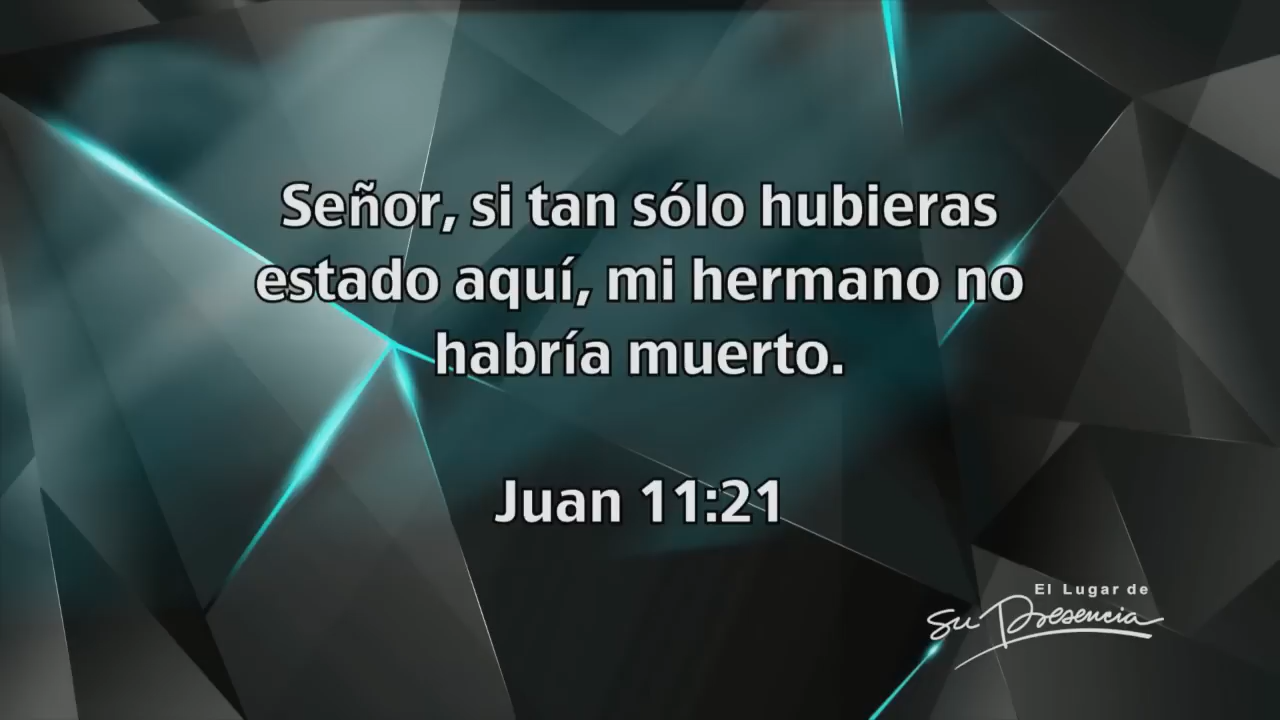 Señor, si tan sólo hubieras
estado aquí, mi hermano no
habría muerto.
Juan 11:21
El Lugar de
Su Presencia